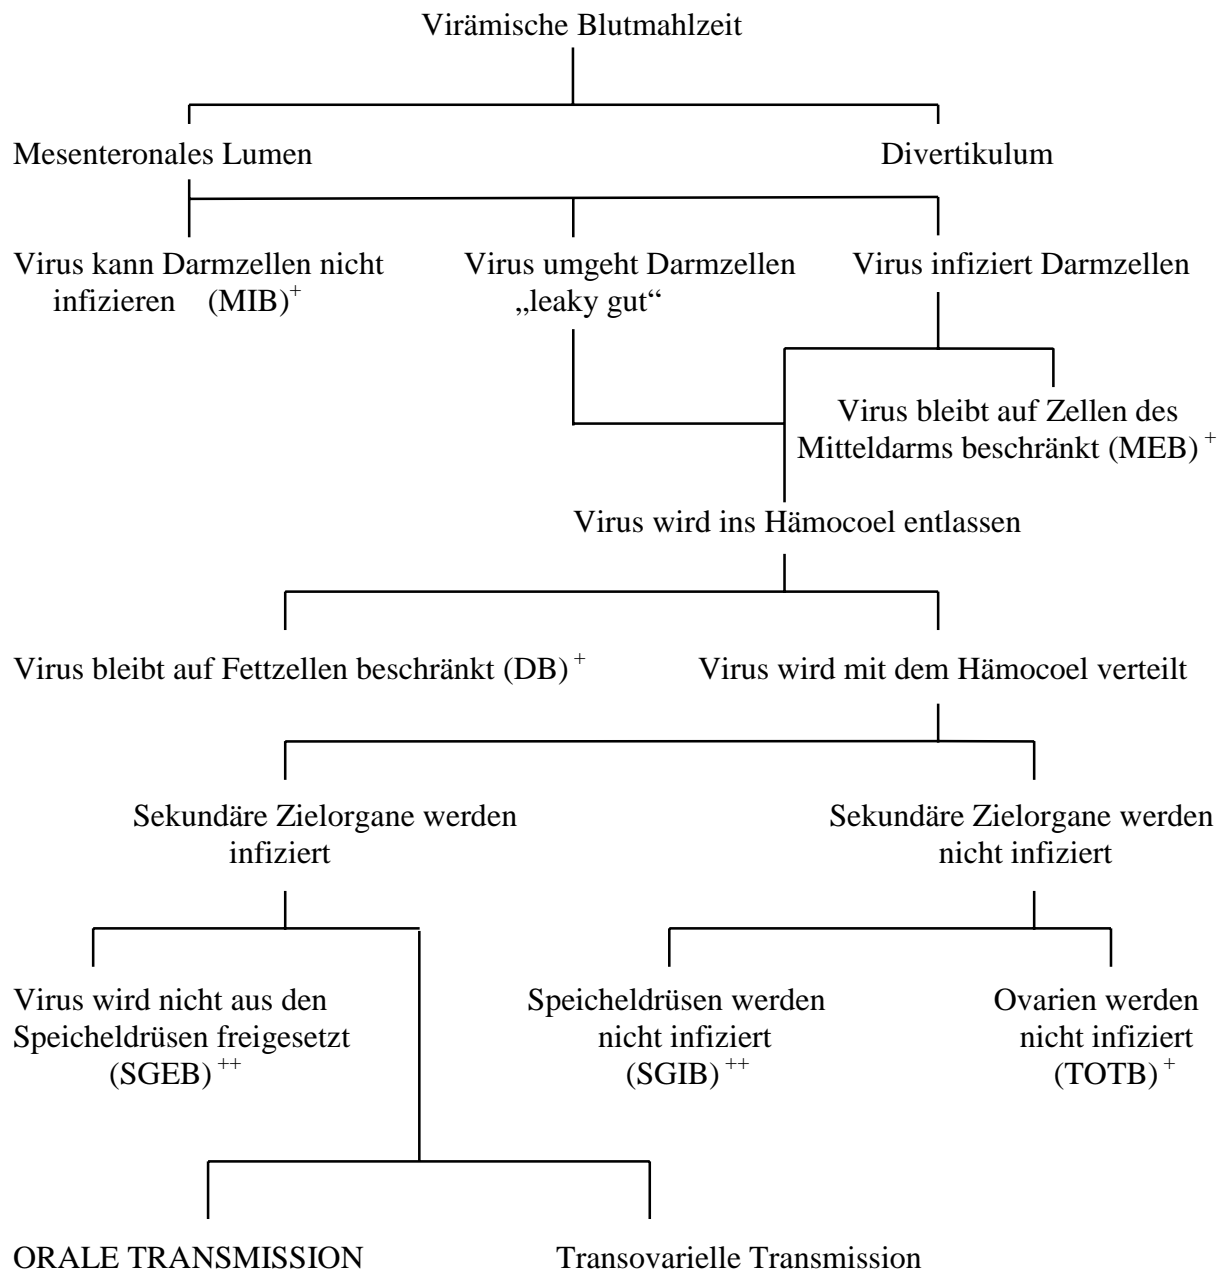 Virämische Blutmahlzeit
Mesenteronales Lumen
Divertikulum
Virus kann Darmzellen nicht
infizieren (MIB)+
Virus umgeht Darmzellen
„leaky gut“
Virus infiziert Darmzellen
Virus bleibt auf Zellen des
Mitteldarms beschränkt (MEB) +
Virus wird ins Hämocoel entlassen
Virus bleibt auf Fettzellen beschränkt (DB) +
Virus wird mit dem Hämocoel verteilt
Sekundäre Zielorgane werden
infiziert
Sekundäre Zielorgane werden
nicht infiziert
Virus wird nicht aus den
Speicheldrüsen freigesetzt
(SGEB) ++
Speicheldrüsen werden
nicht infiziert
(SGIB) ++
Ovarien werden
nicht infiziert
(TOTB) +
ORALE TRANSMISSION
Transovarielle Transmission